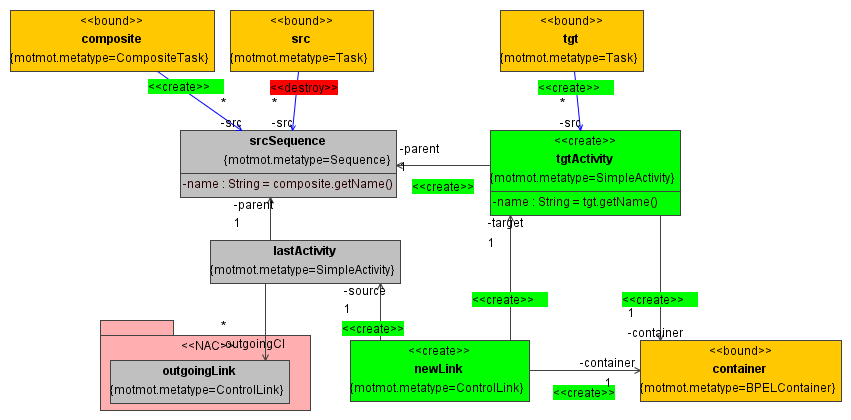 <<bound>>
composite
{motmot.metatype=CompositeTask}
<<bound>>
src
{motmot.metatype=Task}
<<bound>>
tgt
{motmot.metatype=Task}
<<create>>
<<destroy>>
<<create>>
*
*
*
-src
-src
-src
srcSequence
{motmot.metatype=Sequence}
-name : String = composite.getName()
-parent
1
<<create>>
<<create>>
tgtActivity
{motmot.metatype=SimpleActivity}
-name : String = tgt.getName()
-parent
1
-target
1
lastActivity
{motmot.metatype=SimpleActivity}
-source
1
<<create>>
<<create>>
<<create>>
1
-container
*
-outgoingCl
<<NAC>>
outgoingLink
{motmot.metatype=ControlLink}
<<create>>
newLink
{motmot.metatype=ControlLink}
-container
1
<<create>>
<<bound>>
container
{motmot.metatype=BPELContainer}